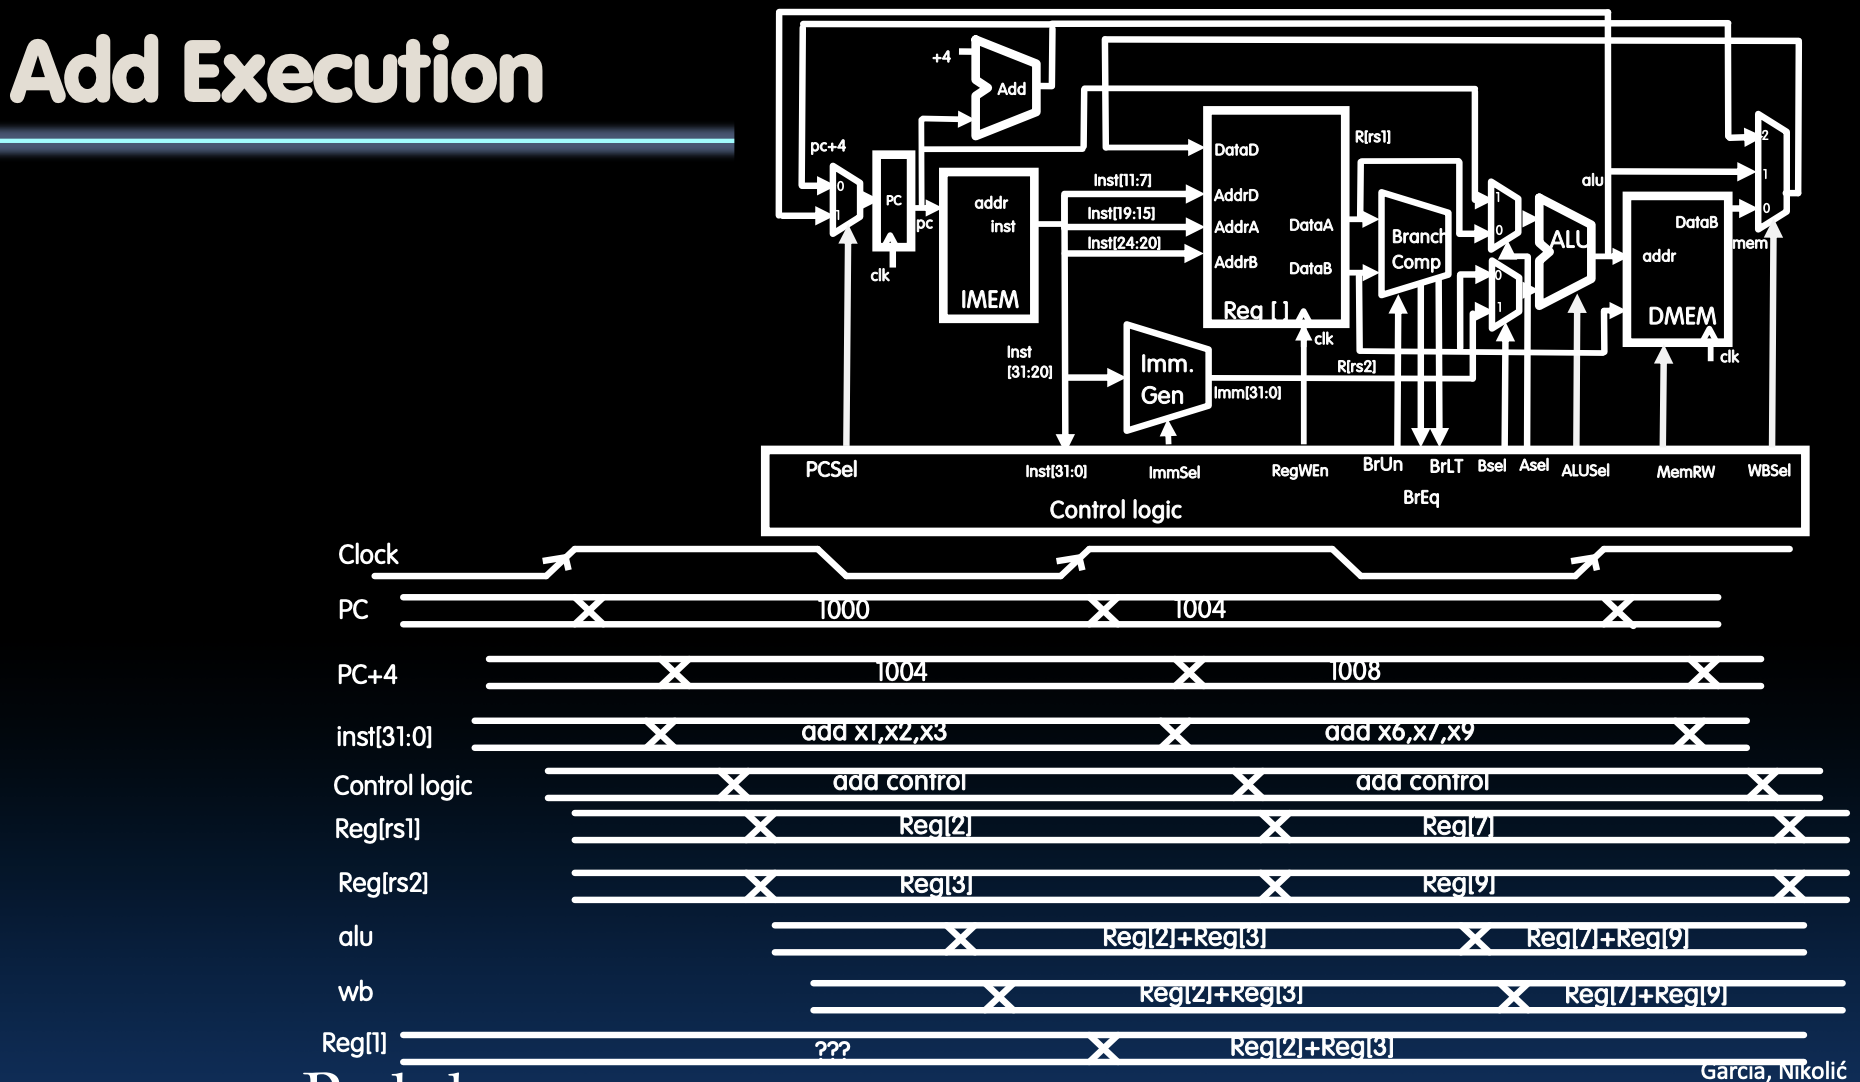 Add Execution
+4
Add
pc+4
0
1
PC
pc
clk
addr
inst
IMEM
Inst[11:7]
Inst[19:15]
Inst[24:20]
DataD
AddrD
AddrA
AddrB
DataA
DataB
Reg [ ]
clk
R[rs1]
Branch
Comp
1
0
0
1
ALU
alu
DataB
addr
DMEM
clk
mem
2
1
0
Inst
[31:20]
Imm.
Gen
Imm[31:0]
R[rs2]
PCSel
Inst[31:0]
ImmSel
RegWEn
BrUn
BrEq
BrLT
Bsel
Asel
ALUSel
MemRW
WBSel
Control logic
Clock
PC 1000 1004
PC+4 1004 1008
inst[31:0] add x1,x2,x3 add x6,x7,x9
Control logic add control add control
Reg[rs1] Reg[2] Reg[7]
Reg[rs2] Reg[3] Reg[9]
alu Reg[2]+Reg[3] Reg[7]+Reg[9]
wb Reg[2]+Reg[3] Reg[7]+Reg[9]
Reg[1] ??? Reg[2]+Reg[3]
Garcia, Nikolić